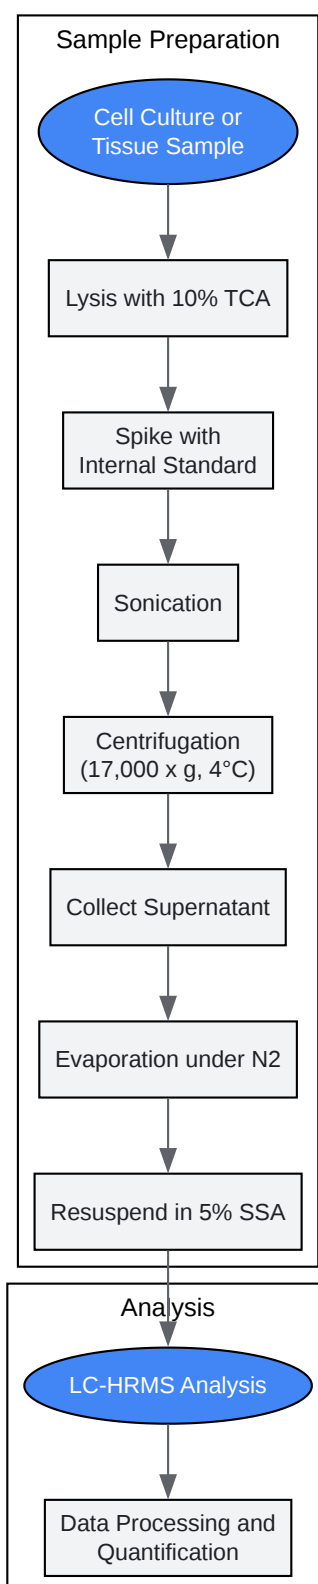 Sample Preparation
Cell Culture or
Tissue Sample
Lysis with 10% TCA
Spike with
Internal Standard
Sonication
Centrifugation
(17,000 x g, 4°C)
Collect Supernatant
Evaporation under N2
Resuspend in 5% SSA
Analysis
LC-HRMS Analysis
Data Processing and
Quantification